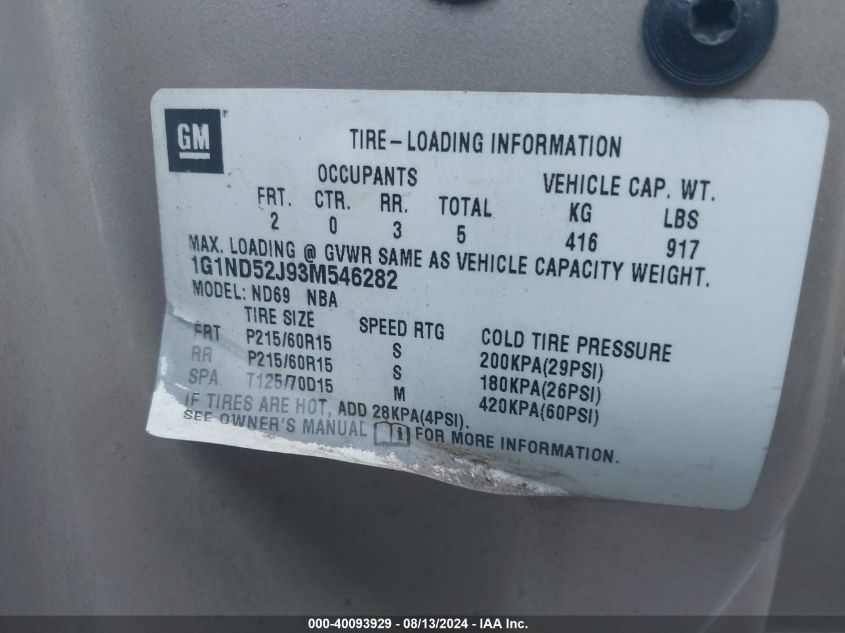 GM
TIRE-LOADING INFORMATION
OCCUPANTS VEHICLE CAP. WT.
FRT. CTR. RR. TOTAL KG LBS
2 0 3 5 416 917
MAX. LOADING @ GVWR SAME AS VEHICLE CAPACITY WEIGHT.
1G1ND52J93M546282
MODEL: ND69 NBA
TIRE SIZE SPEED RTG COLD TIRE PRESSURE
FRT P215/60R15 S 200KPA(29PSI)
RR P215/60R15 S 180KPA(26PSI)
SPA T125/70D15 M 420KPA(60PSI)
IF TIRES ARE HOT, ADD 28KPA(4PSI).
SEE OWNER'S MANUAL FOR MORE INFORMATION.
000-40093929 - 08/13/2024 - IAA Inc.